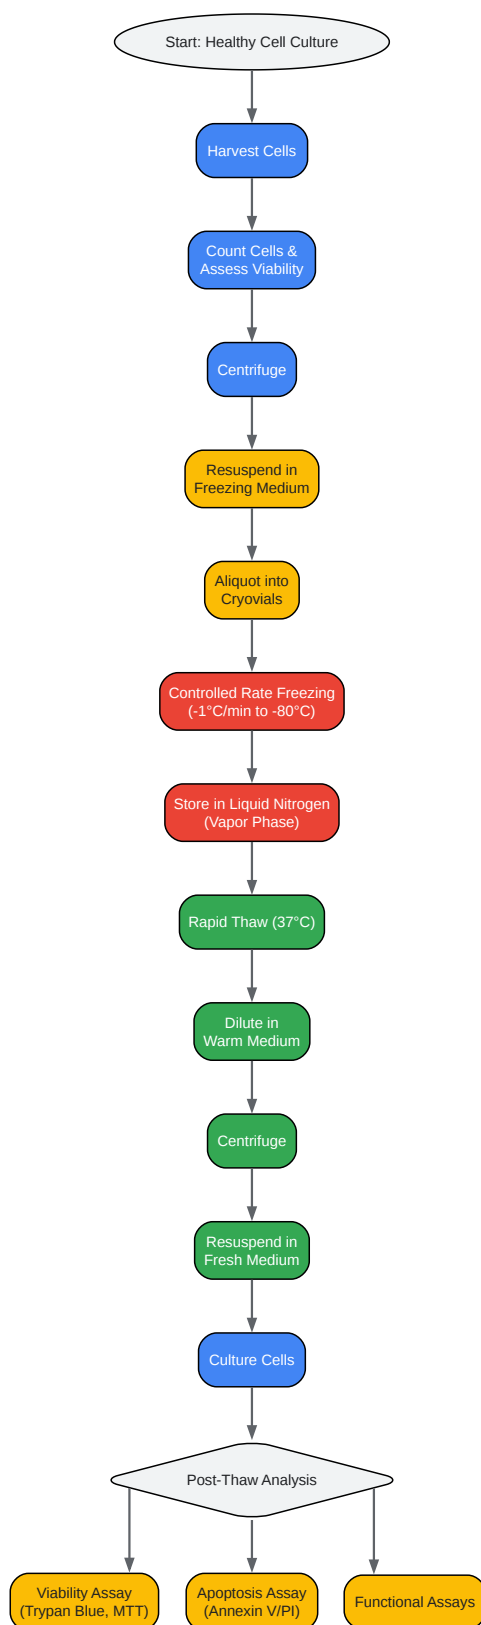 Start: Healthy Cell Culture
Harvest Cells
Count Cells &
Assess Viability
Centrifuge
Resuspend in
Freezing Medium
Aliquot into
Cryovials
Controlled Rate Freezing
(-1°C/min to -80°C)
Store in Liquid Nitrogen
(Vapor Phase)
Rapid Thaw (37°C)
Dilute in
Warm Medium
Centrifuge
Resuspend in
Fresh Medium
Culture Cells
Post-Thaw Analysis
Viability Assay
(Trypan Blue, MTT)
Apoptosis Assay
(Annexin V/PI)
Functional Assays